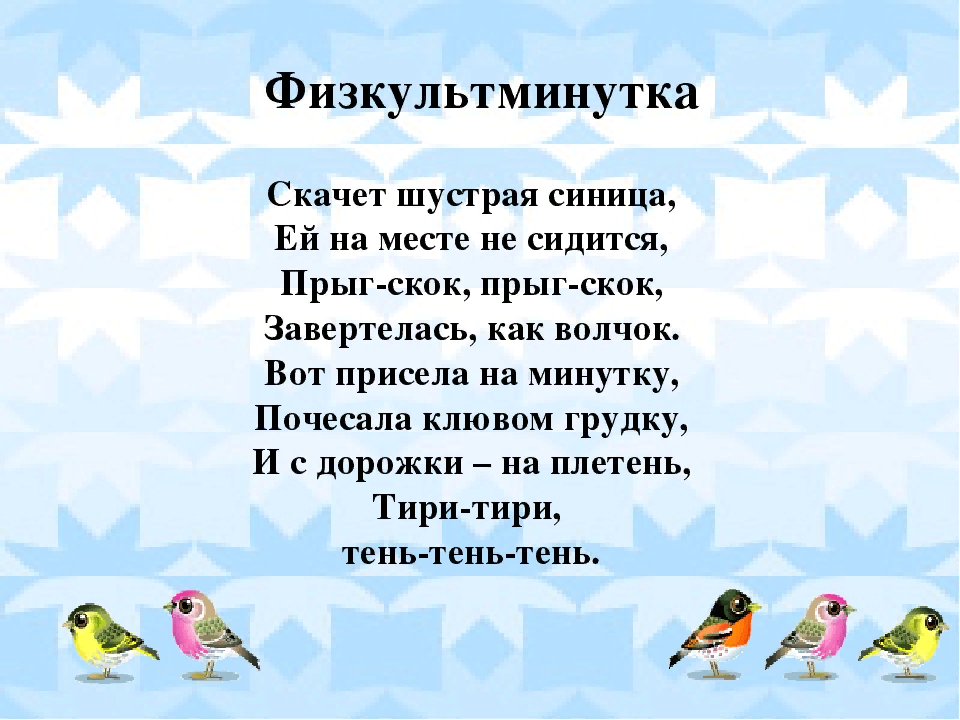 Физкультминутка
Скачет шустрая синица,
Ей на месте не сидится,
Прыг-скок, прыг-скок,
Завертелась, как волчок.
Вот присела на минутку,
Почесала клювом грудку,
И с дорожки – на плетень,
Тири-тири,
тень-тень-тень.